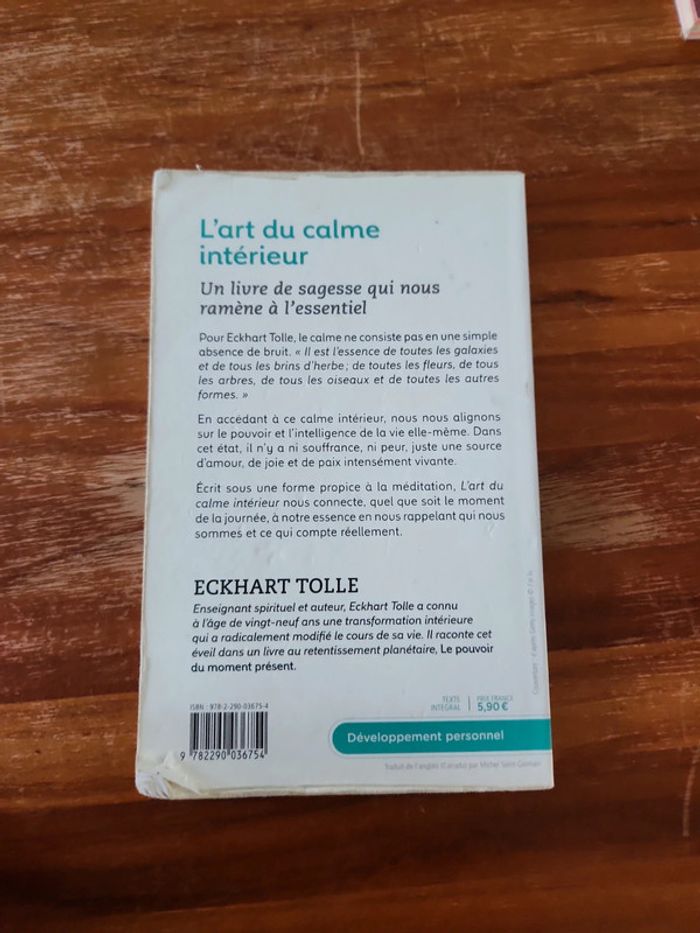 L'art du calme
intérieur
Un livre de sagesse qui nous
ramène à l'essentiel
Pour Eckhart Tolle, le calme ne consiste pas en une simple
absence de bruit. « Il est l'essence de toutes les galaxies
et de tous les brins d'herbe ; de toutes les fleurs, de tous
les arbres, de tous les oiseaux et de toutes les autres
formes. »
En accédant à ce calme intérieur, nous nous alignons
sur le pouvoir et l'intelligence de la vie elle-même. Dans
cet état, il n'y a ni souffrance, ni peur, juste une source
d'amour, de joie et de paix intensément vivante.
Écrit sous une forme propice à la méditation, L'art du
calme intérieur nous connecte, quel que soit le moment
de la journée, à notre essence en nous rappelant qui nous
sommes et ce qui compte réellement.
ECKHART TOLLE
Enseignant spirituel et auteur, Eckhart Tolle a connu
à l'âge de vingt-neuf ans une transformation intérieure
qui a radicalement modifié le cours de sa vie. Il raconte cet
éveil dans un livre au retentissement planétaire, Le pouvoir
du moment présent.
ISBN : 978-2-290-03675-4
9 782290 036754
TEXTE
INTÉGRAL
PRIX FRANCE
5,90 €
Développement personnel
Traduit de l'anglais (Canada) par Michel Saint-Germain
Couverture :